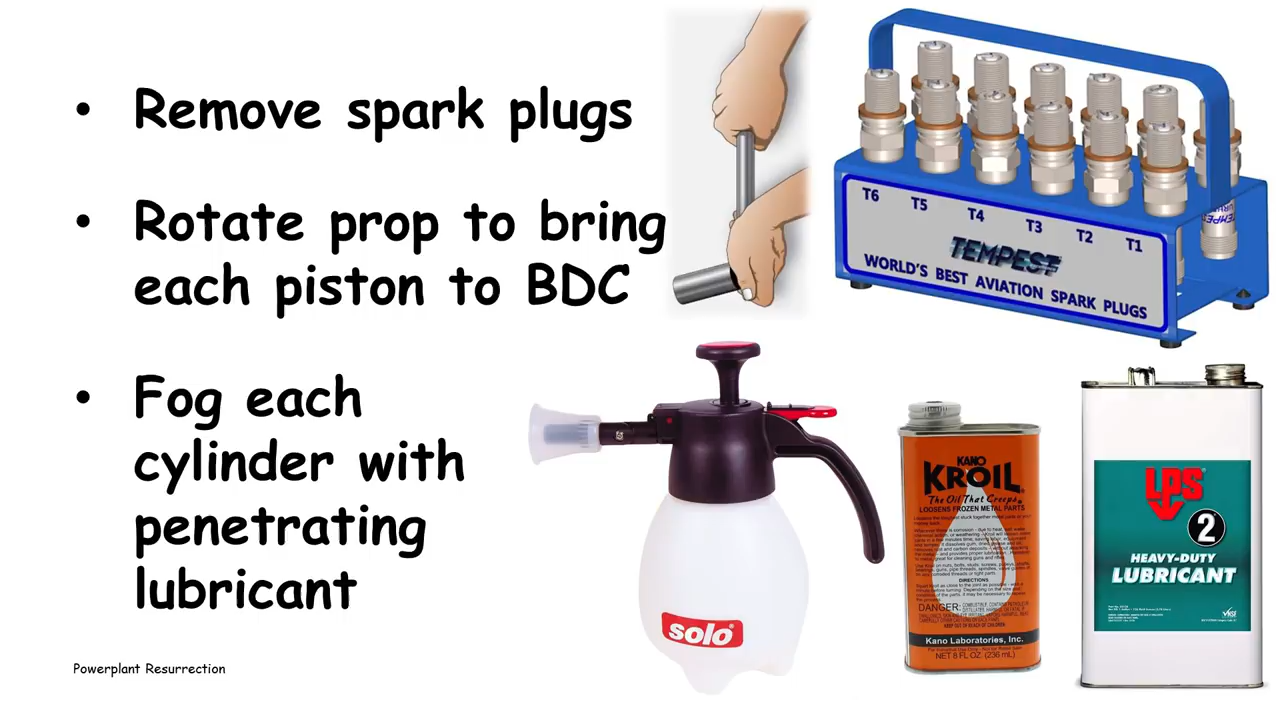 • Remove spark plugs
• Rotate prop to bring
each piston to BDC
• Fog each
cylinder with
penetrating
lubricant
Powerplant Resurrection
T6 T5 T4 T3 T2 T1
TEMPEST
WORLD'S BEST AVIATION SPARK PLUGS
solo
KANO
KROIL
The Oil That Creeps
LOOSENS FROZEN METAL PARTS
DIRECTIONS
DANGER:
Kano Laboratories, Inc.
NET 8 FL OZ. (236 mL)
LPS
2
HEAVY-DUTY
LUBRICANT